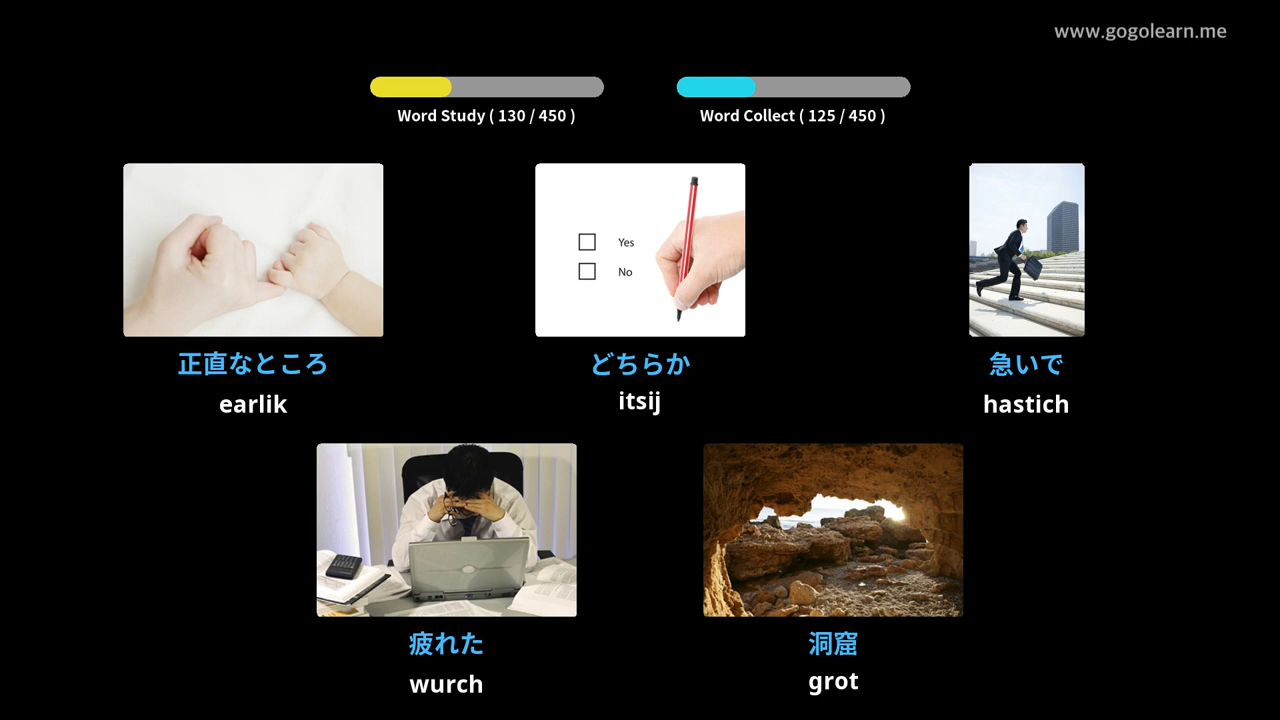 www.gogolearn.me
Word Study ( 130 / 450 )
Word Collect ( 125 / 450 )
Yes
No
正直なところ
どちらか
急いで
earlik
itsij
hastich
疲れた
洞窟
wurch
grot